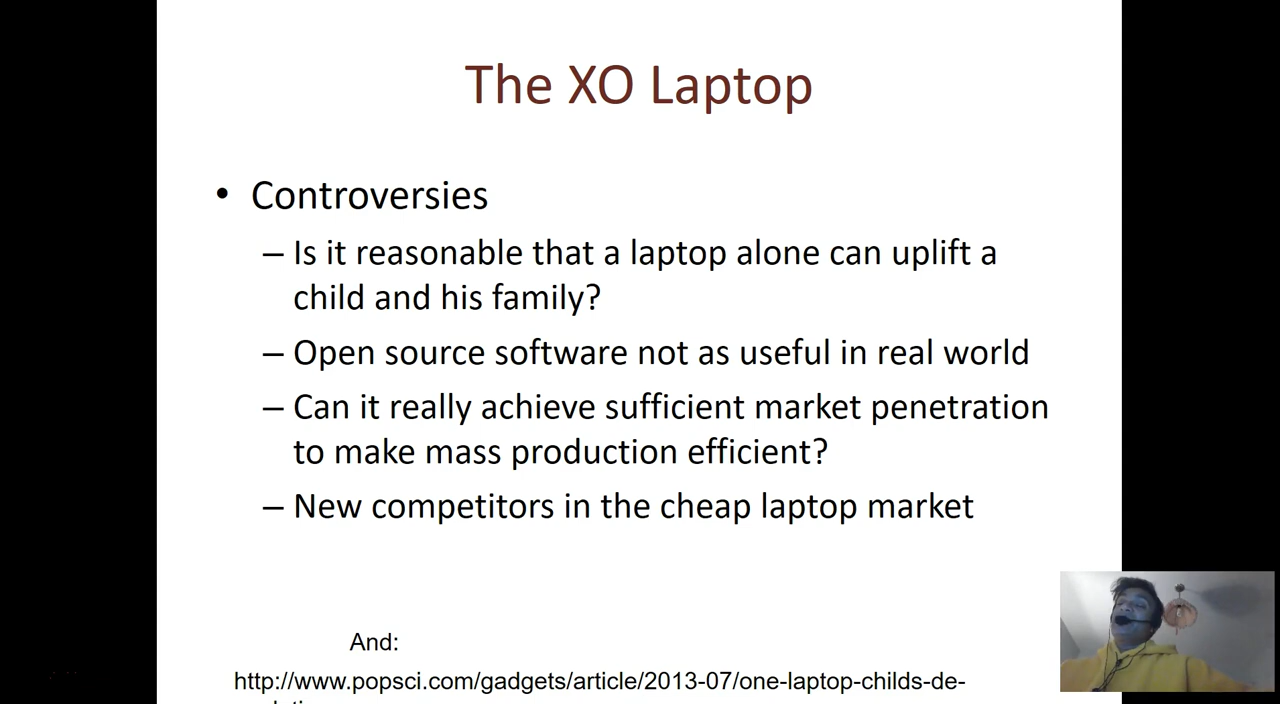 The XO Laptop
• Controversies
– Is it reasonable that a laptop alone can uplift a
child and his family?
– Open source software not as useful in real world
– Can it really achieve sufficient market penetration
to make mass production efficient?
– New competitors in the cheap laptop market
And:
http://www.popsci.com/gadgets/article/2013-07/one-laptop-childs-de-